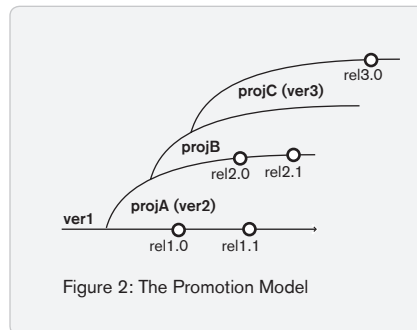 rel3.0
projC (ver3)
projB
rel2.0
rel2.1
projA (ver2)
ver1
rel1.0
rel1.1
Figure 2: The Promotion Model